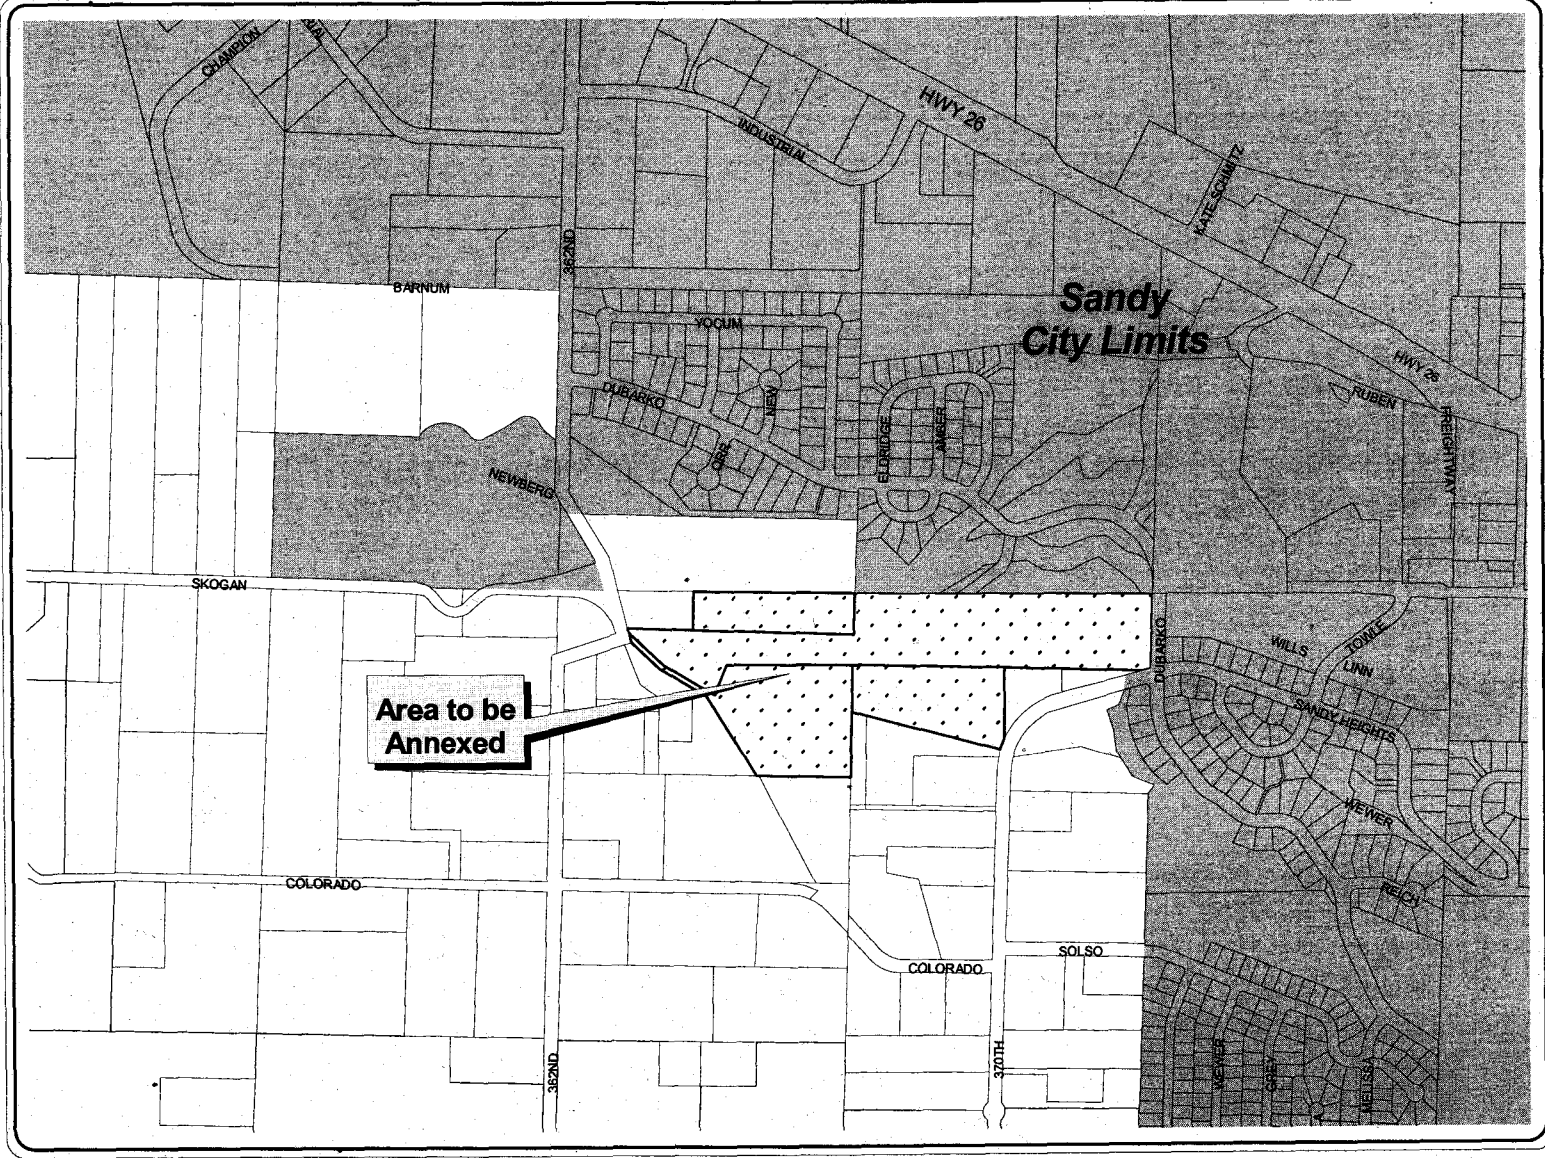 CHAMPION
INDUSTRIAL
HWY 26
KATE SCHMITZ
362ND
BARNUM
Sandy
City Limits
YOCUM
HWY 26
DUBARKO
NEW
RUBEN
ELDRIDGE
AMBER
FREIGHTWAY
ORR
NEWBERG
SKOGAN
DUBARKO
WILLS
TOWLE
LINN
Area to be
Annexed
SANDY HEIGHTS
WEWER
COLORADO
REICH
SOLSO
COLORADO
362ND
370TH
WEWER
GREY
MELISSA